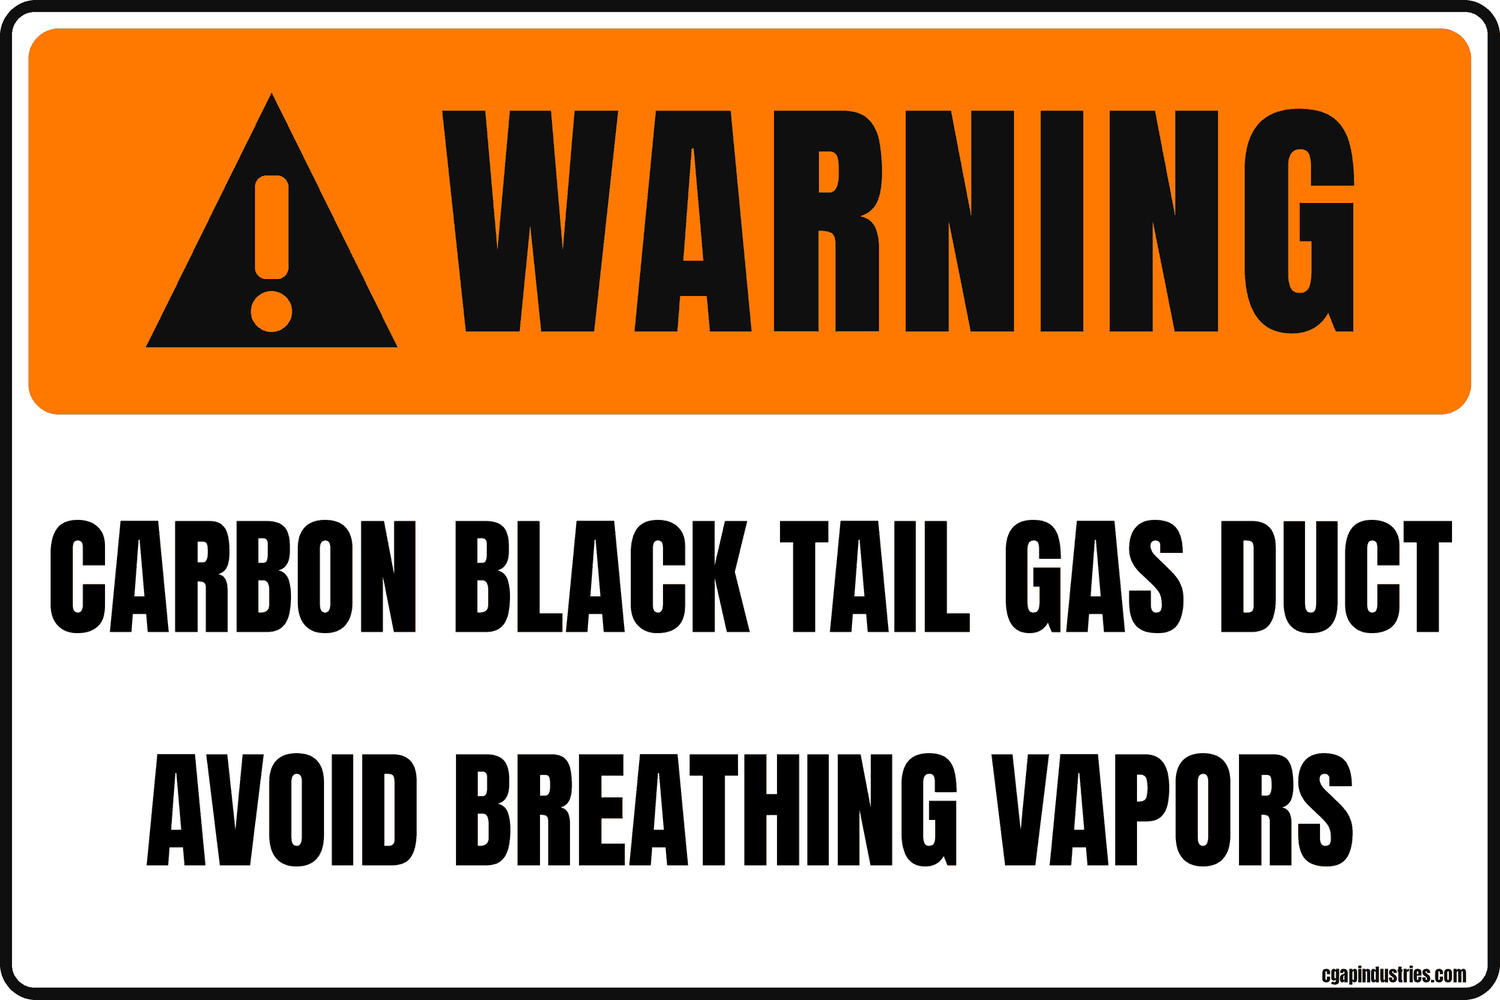 WARNING
CARBON BLACK TAIL GAS DUCT
AVOID BREATHING VAPORS
cgapindustries.com